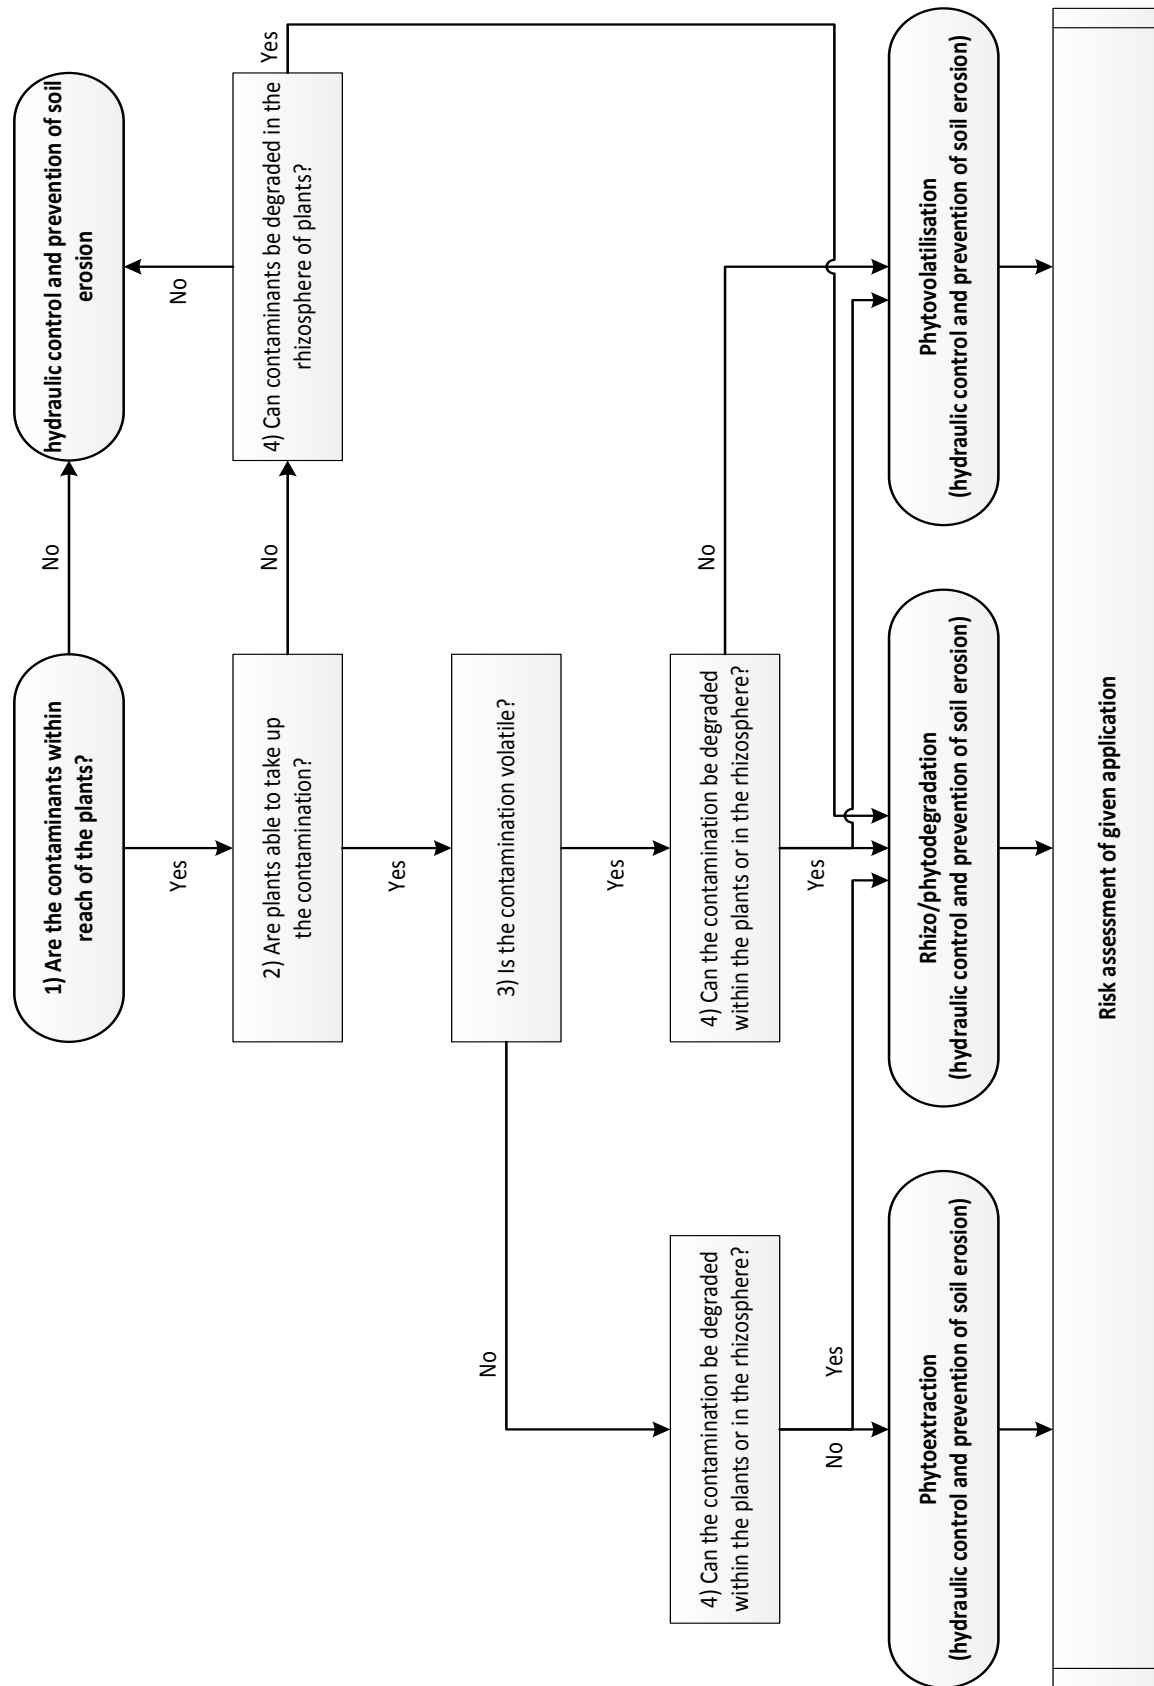 1) Are the contaminants within
reach of the plants?
No
hydraulic control and prevention of soil
erosion
Yes
2) Are plants able to take up
the contamination?
No
4) Can contaminants be degraded in the
rhizosphere of plants?
No
Yes
Yes
3) Is the contamination volatile?
No
Yes
4) Can the contamination be degraded
within the plants or in the rhizosphere?
4) Can the contamination be degraded
within the plants or in the rhizosphere?
No
No
Yes
Yes
Phytoextraction
(hydraulic control and prevention of soil erosion)
Rhizo/phytodegradation
(hydraulic control and prevention of soil erosion)
Phytovolatilisation
(hydraulic control and prevention of soil erosion)
Risk assessment of given application